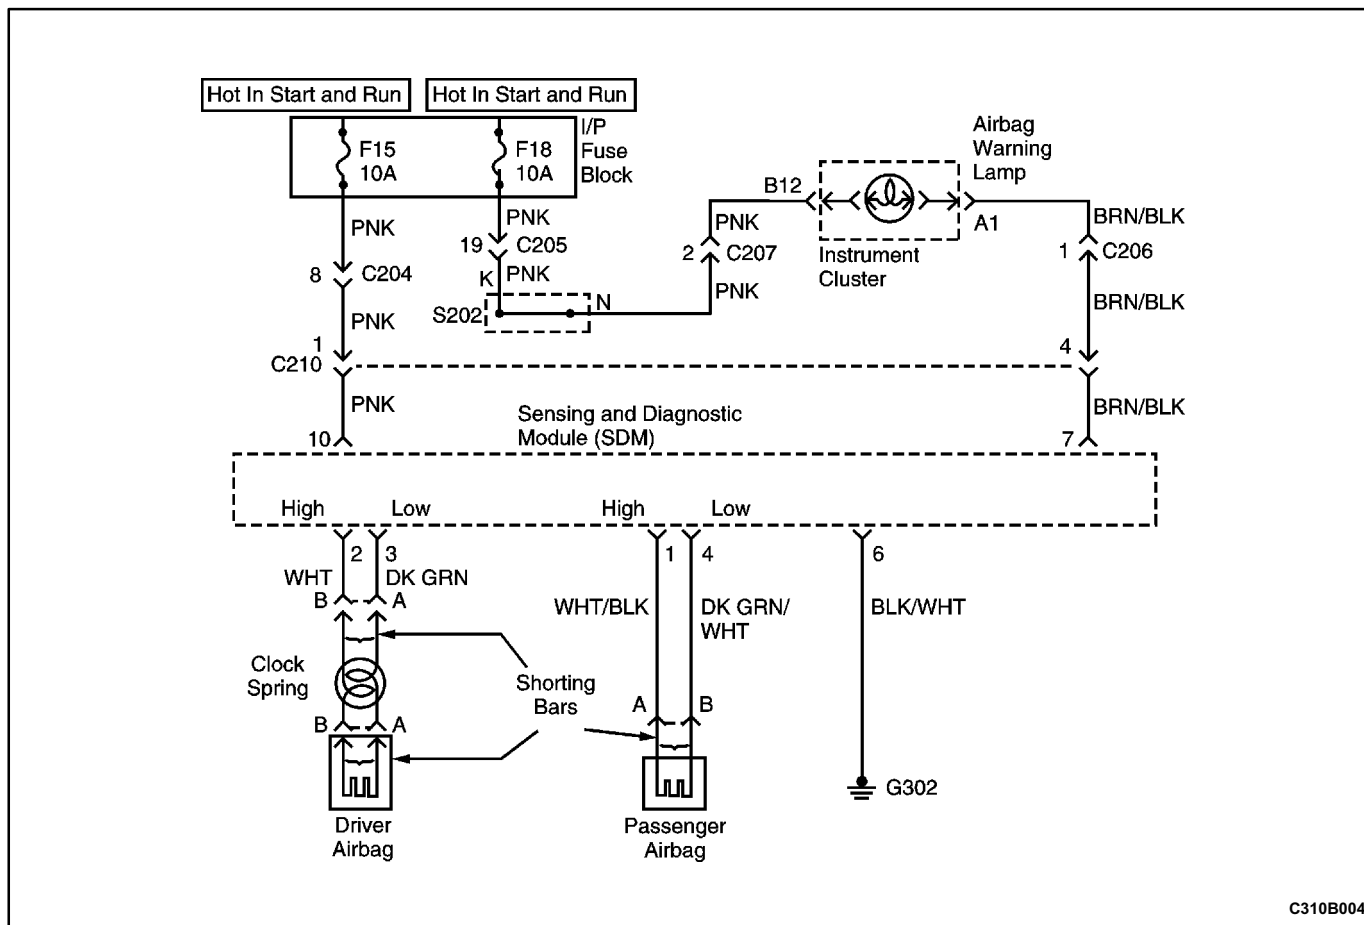 Hot In Start and Run
Hot In Start and Run
I/P
Fuse
Block
F15
10A
F18
10A
Airbag
Warning
Lamp
B12
A1
Instrument
Cluster
PNK
PNK
PNK
BRN/BLK
8
C204
19
C205
2
C207
1
C206
K
PNK
PNK
BRN/BLK
S202
N
PNK
1
C210
4
PNK
BRN/BLK
Sensing and Diagnostic
Module (SDM)
10
7
High
Low
High
Low
2
3
1
4
6
WHT
DK GRN
WHT/BLK
DK GRN/
WHT
BLK/WHT
B
A
Clock
Spring
Shorting
Bars
A
B
B
A
G302
Driver
Airbag
Passenger
Airbag
C310B004